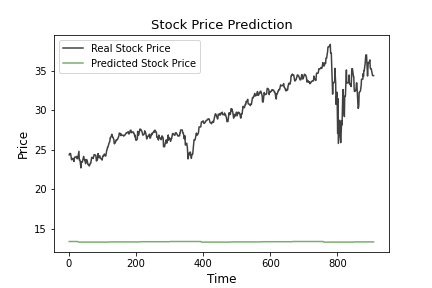 Stock Price Prediction
Real Stock Price
Predicted Stock Price
35
30
25
20
15
Price
0 200 400 600 800
Time